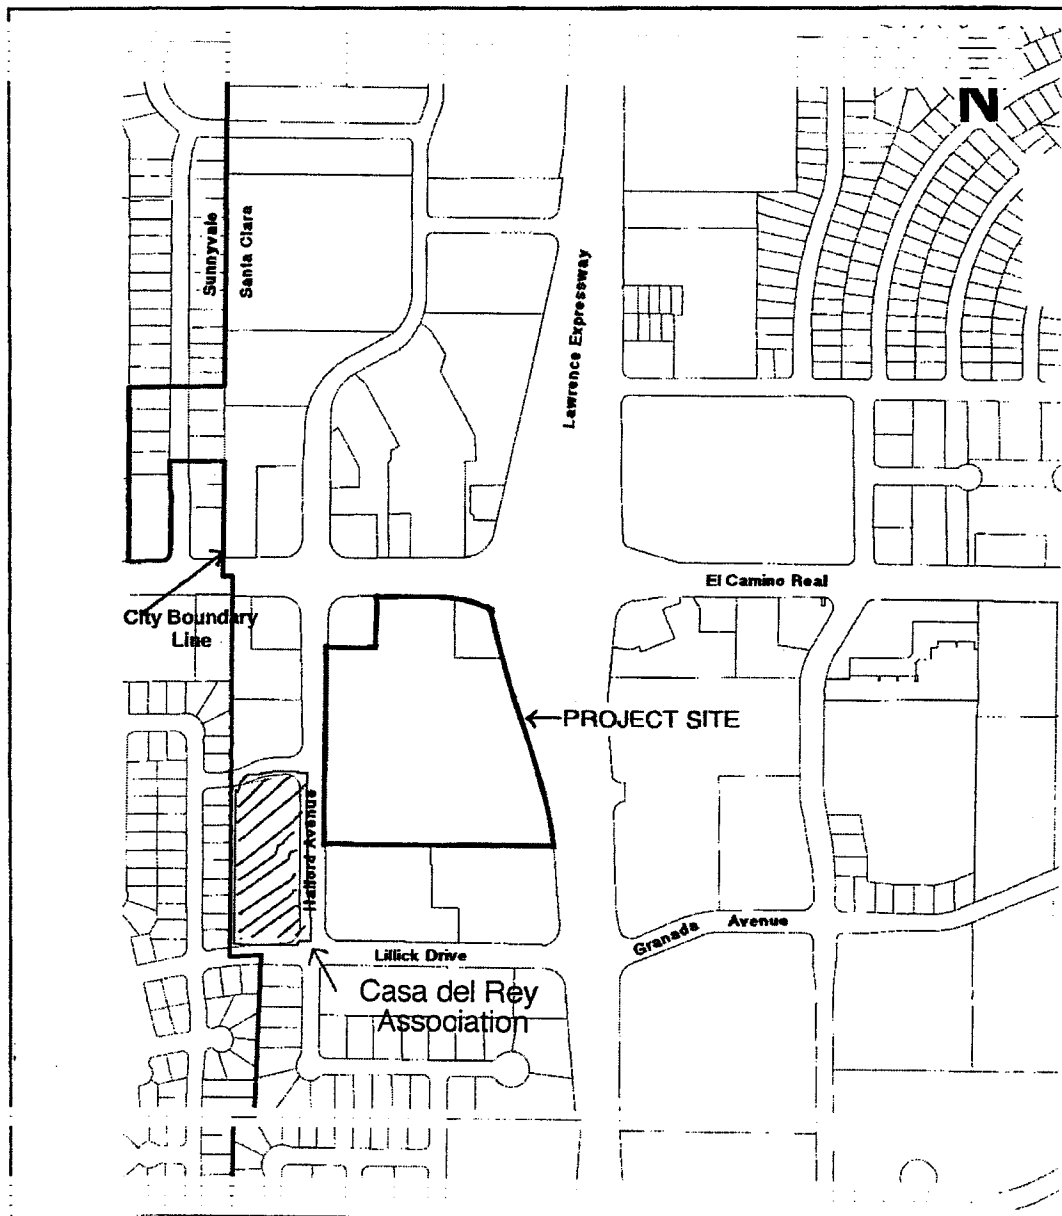 N
Sunnyvale
Santa Clara
Lawrence Expressway
El Camino Real
City Boundary
Line
PROJECT SITE
Halford Avenue
Granada Avenue
Lillick Drive
Casa del Rey
Association